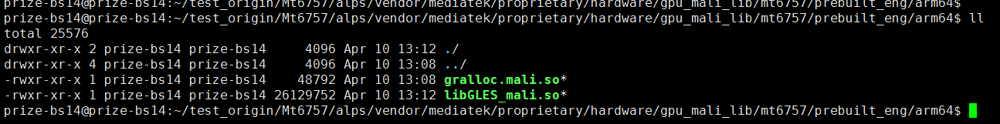 prize-bs14@prize-bs14:~/test_origin/Mt6757/alps/vendor/mediatek/proprietary/hardware/gpu_mali_lib/mt6757/prebuilt_eng/arm64$
prize-bs14@prize-bs14:~/test_origin/Mt6757/alps/vendor/mediatek/proprietary/hardware/gpu_mali_lib/mt6757/prebuilt_eng/arm64$ ll
total 25576
drwxr-xr-x 2 prize-bs14 prize-bs14     4096 Apr 10 13:12 ./
drwxr-xr-x 4 prize-bs14 prize-bs14     4096 Apr 10 13:08 ../
-rwxr-xr-x 1 prize-bs14 prize-bs14    48792 Apr 10 13:08 gralloc.mali.so*
-rwxr-xr-x 1 prize-bs14 prize-bs14 26129752 Apr 10 13:12 libGLES_mali.so*
prize-bs14@prize-bs14:~/test_origin/Mt6757/alps/vendor/mediatek/proprietary/hardware/gpu_mali_lib/mt6757/prebuilt_eng/arm64$